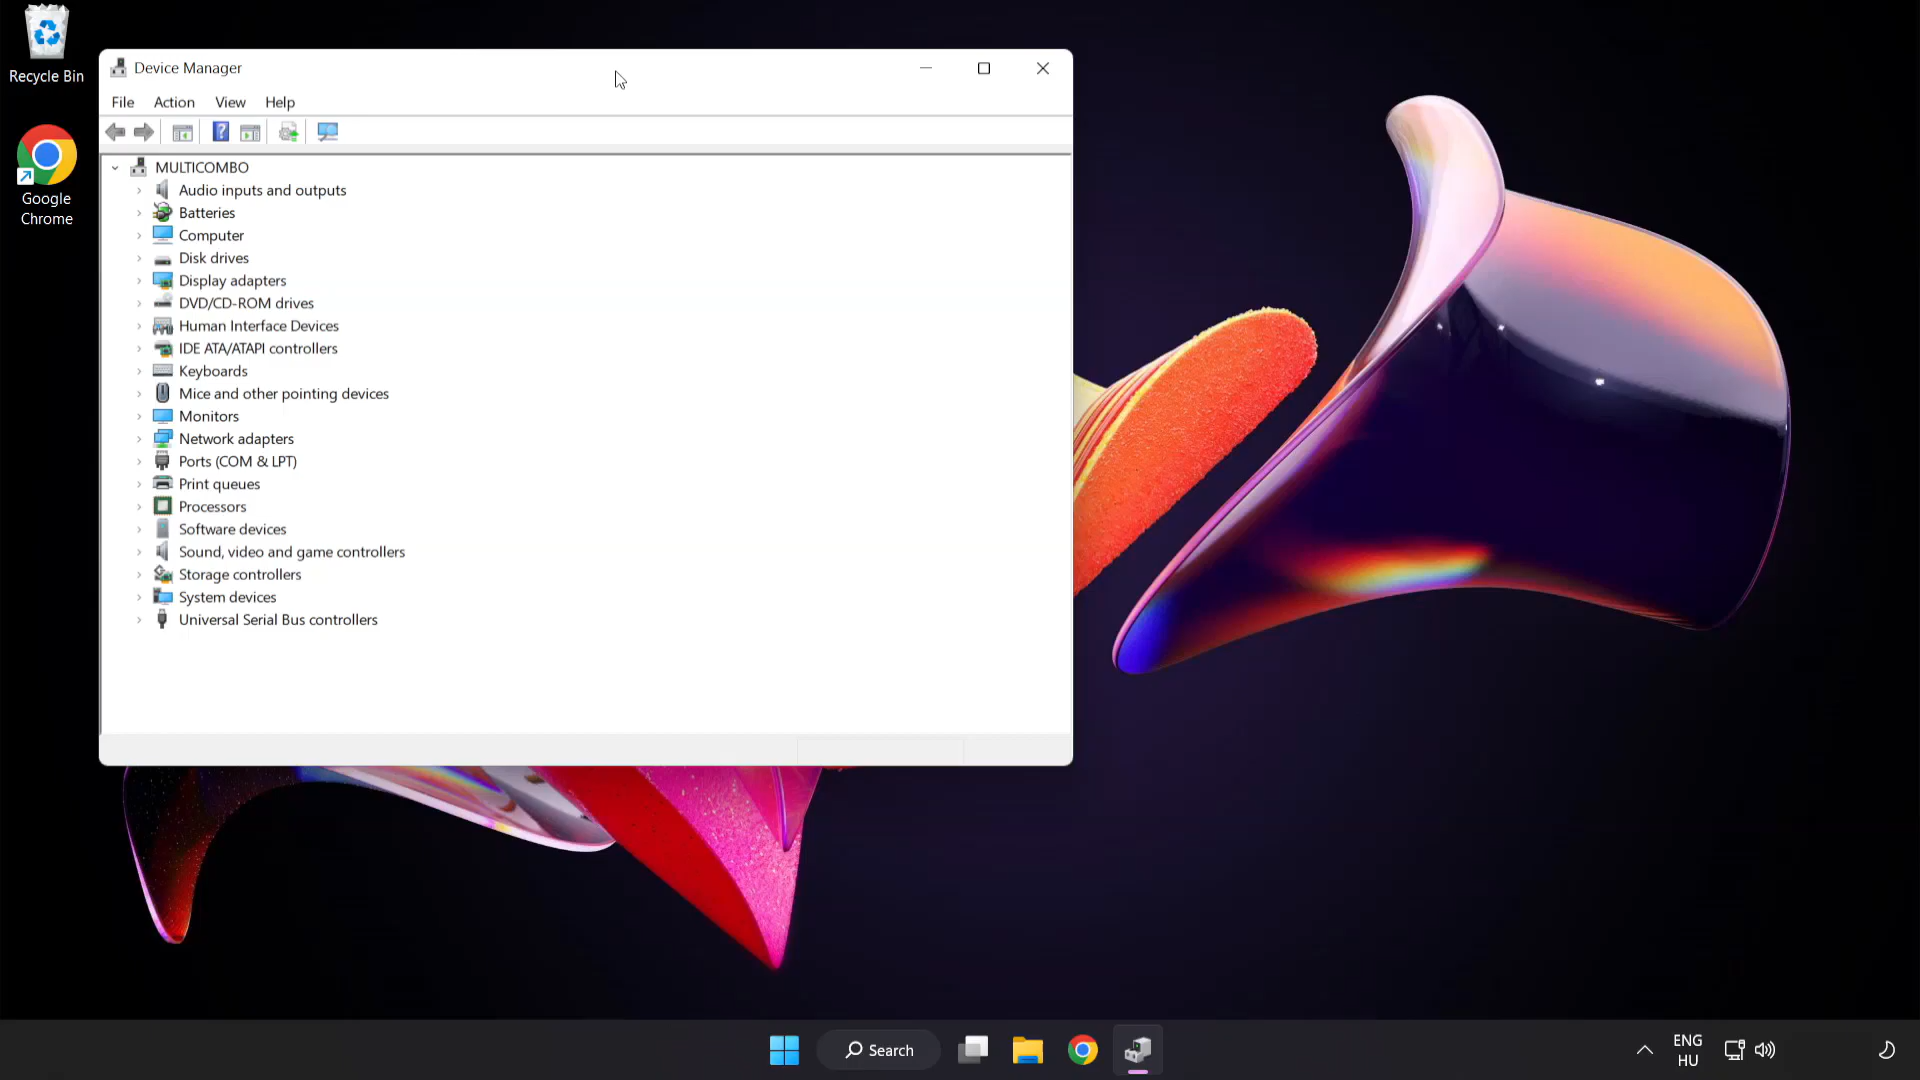 Recycle Bin
Google
Chrome
Device Manager
File Action View Help
MULTICOMBO
Audio inputs and outputs
Batteries
Computer
Disk drives
Display adapters
DVD/CD-ROM drives
Human Interface Devices
IDE ATA/ATAPI controllers
Keyboards
Mice and other pointing devices
Monitors
Network adapters
Ports (COM & LPT)
Print queues
Processors
Software devices
Sound, video and game controllers
Storage controllers
System devices
Universal Serial Bus controllers
Search
ENG
HU